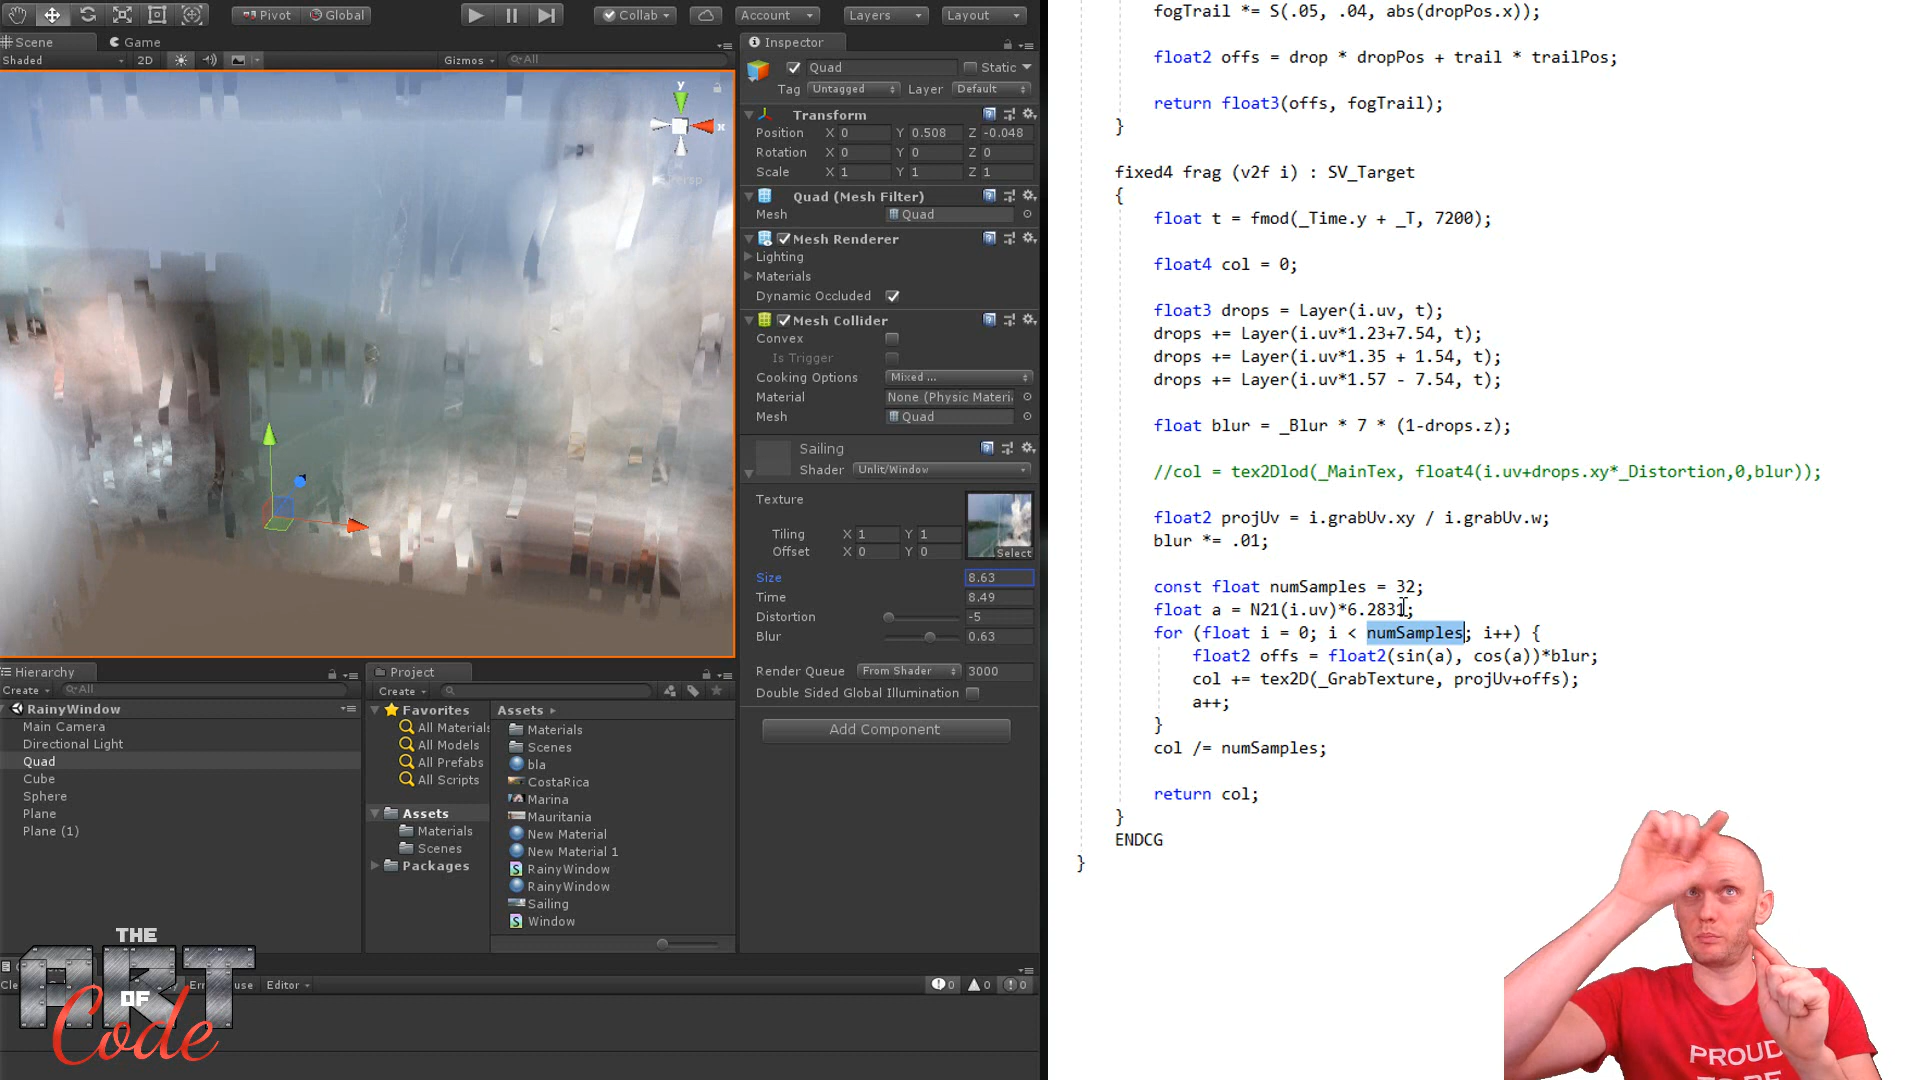 Pivot Global Collab Account Layers Layout
Scene Game
Shaded 2D Gizmos All
y
x
Persp
Inspector
Quad Static
Tag Untagged Layer Default
Transform
Position X 0 Y 0.508 Z -0.048
Rotation X 0 Y 0 Z 0
Scale X 1 Y 1 Z 1
Quad (Mesh Filter)
Mesh Quad
Mesh Renderer
Lighting
Materials
Dynamic Occluded
Mesh Collider
Convex
Is Trigger
Cooking Options Mixed ...
Material None (Physic Materi
Mesh Quad
Sailing
Shader Unlit/Window
Texture
Tiling X 1 Y 1
Offset X 0 Y 0
Select
Size 8.63
Time 8.49
Distortion -5
Blur 0.63
Render Queue From Shader 3000
Double Sided Global Illumination
Add Component
Hierarchy
Create All
RainyWindow
Main Camera
Directional Light
Quad
Cube
Sphere
Plane
Plane (1)
Project
Create
Favorites
All Materials
All Models
All Prefabs
All Scripts
Assets
Materials
Scenes
Packages
Assets
Materials
Scenes
bla
CostaRica
Marina
Mauritania
New Material
New Material 1
RainyWindow
RainyWindow
Sailing
Window
Cle Err use Editor 0 0 0
THE
ART
OF
Code
fogTrail *= S(.05, .04, abs(dropPos.x));
float2 offs = drop * dropPos + trail * trailPos;
return float3(offs, fogTrail);
}
fixed4 frag (v2f i) : SV_Target
{
float t = fmod(_Time.y + _T, 7200);
float4 col = 0;
float3 drops = Layer(i.uv, t);
drops += Layer(i.uv*1.23+7.54, t);
drops += Layer(i.uv*1.35 + 1.54, t);
drops += Layer(i.uv*1.57 - 7.54, t);
float blur = _Blur * 7 * (1-drops.z);
//col = tex2Dlod(_MainTex, float4(i.uv+drops.xy*_Distortion,0,blur));
float2 projUv = i.grabUv.xy / i.grabUv.w;
blur *= .01;
const float numSamples = 32;
float a = N21(i.uv)*6.2831;
for (float i = 0; i < numSamples; i++) {
float2 offs = float2(sin(a), cos(a))*blur;
col += tex2D(_GrabTexture, projUv+offs);
a++;
}
col /= numSamples;
return col;
}
ENDCG
}
PROUD
TO BE